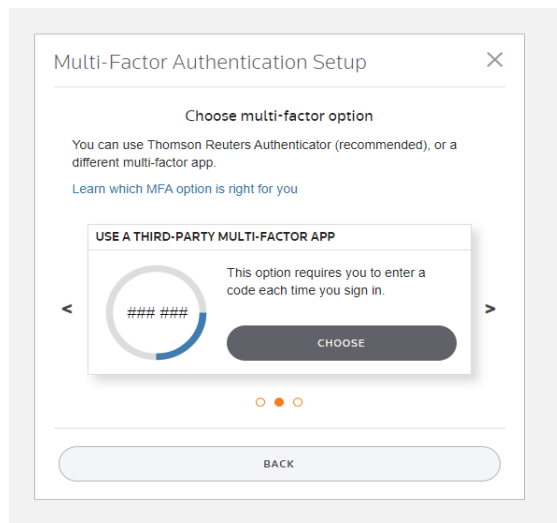 Multi-Factor Authentication Setup
Choose multi-factor option
You can use Thomson Reuters Authenticator (recommended), or a
different multi-factor app.
Learn which MFA option is right for you
USE A THIRD-PARTY MULTI-FACTOR APP
This option requires you to enter a
code each time you sign in.
### ###
CHOOSE
BACK